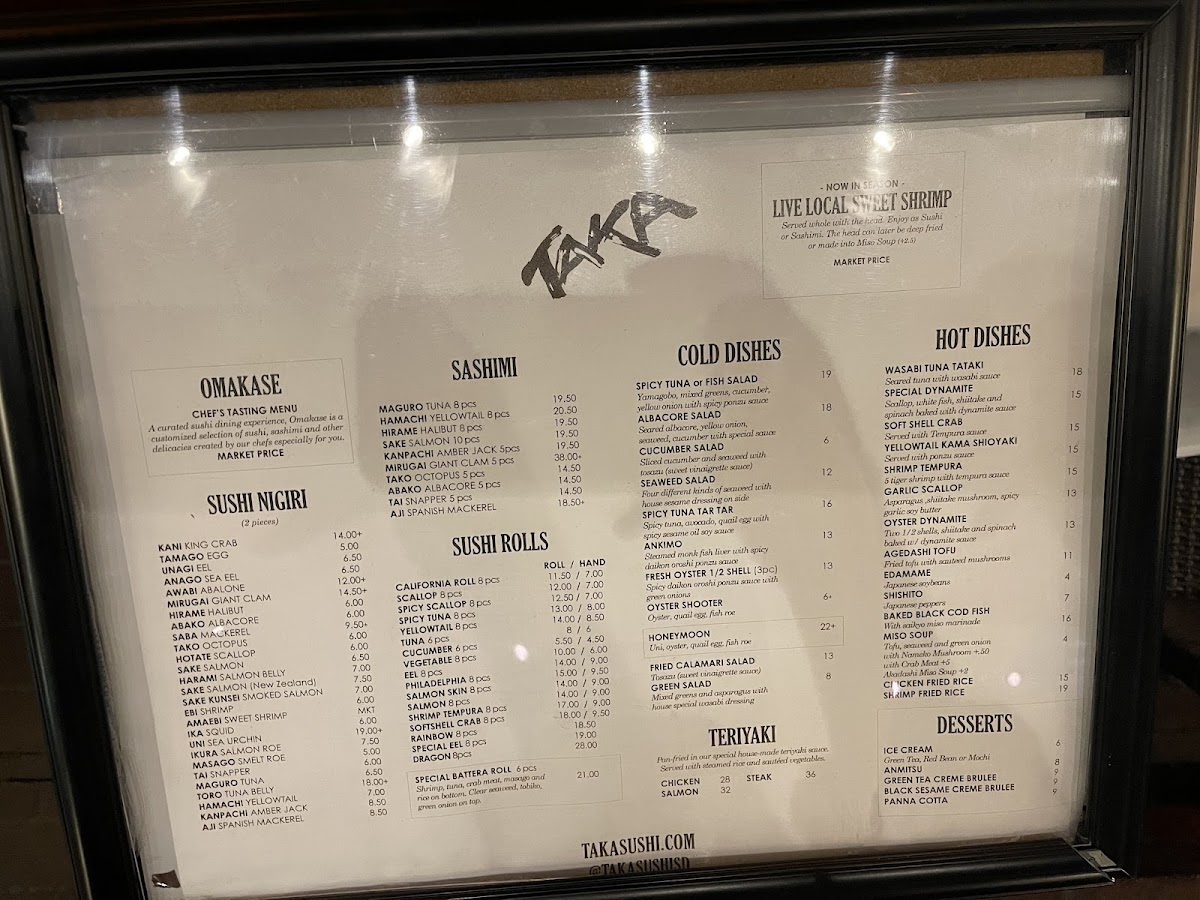 TAKA
- NOW IN SEASON -
LIVE LOCAL SWEET SHRIMP
Served whole with the head. Enjoy as Sushi
or Sashimi. The head can later be deep fried
or made into Miso Soup (+2.5)
MARKET PRICE
OMAKASE
CHEF'S TASTING MENU
A curated sushi dining experience, Omakase is a
customized selection of sushi, sashimi and other
delicacies created by our chefs especially for you.
MARKET PRICE
SUSHI NIGIRI
(2 pieces)
KANI KING CRAB 14.00+
TAMAGO EGG 5.00
UNAGI EEL 6.50
ANAGO SEA EEL 6.50
AWABI ABALONE 12.00+
MIRUGAI GIANT CLAM 14.50+
HIRAME HALIBUT 6.00
ABAKO ALBACORE 6.00
SABA MACKEREL 9.50+
TAKO OCTOPUS 6.00
HOTATE SCALLOP 6.00
SAKE SALMON 6.50
HARAMI SALMON BELLY 7.00
SAKE SALMON (New Zealand) 7.50
SAKE KUNSEI SMOKED SALMON 7.00
EBI SHRIMP 6.00
AMAEBI SWEET SHRIMP MKT
IKA SQUID 6.00
UNI SEA URCHIN 19.00+
IKURA SALMON ROE 7.50
MASAGO SMELT ROE 5.00
TAI SNAPPER 6.00
MAGURO TUNA 6.50
TORO TUNA BELLY 18.00+
HAMACHI YELLOWTAIL 7.00
KANPACHI AMBER JACK 8.50
AJI SPANISH MACKEREL 8.50
SASHIMI
MAGURO TUNA 8 pcs 19.50
HAMACHI YELLOWTAIL 8 pcs 20.50
HIRAME HALIBUT 8 pcs 19.50
SAKE SALMON 10 pcs 19.50
KANPACHI AMBER JACK 5pcs 19.50
MIRUGAI GIANT CLAM 5 pcs 38.00+
TAKO OCTOPUS 5 pcs 14.50
ABAKO ALBACORE 5 pcs 14.50
TAI SNAPPER 5 pcs 14.50
AJI SPANISH MACKEREL 18.50+
SUSHI ROLLS
ROLL / HAND
CALIFORNIA ROLL 8 pcs 11.50 / 7.00
SCALLOP 8 pcs 12.00 / 7.00
SPICY SCALLOP 8 pcs 12.50 / 7.00
SPICY TUNA 8 pcs 13.00 / 8.00
YELLOWTAIL 8 pcs 14.00 / 8.50
TUNA 6 pcs 8 / 6
CUCUMBER 6 pcs 5.50 / 4.50
VEGETABLE 8 pcs 10.00 / 6.00
EEL 8 pcs 14.00 / 9.00
PHILADELPHIA 8 pcs 15.00 / 9.50
SALMON SKIN 8 pcs 14.00 / 9.00
SALMON 8 pcs 14.00 / 9.00
SHRIMP TEMPURA 8 pcs 17.00 / 9.00
SOFTSHELL CRAB 8 pcs 18.00 / 9.50
RAINBOW 8 pcs 18.50
SPECIAL EEL 8 pcs 19.00
DRAGON 8pcs 28.00
SPECIAL BATTERA ROLL 6 pcs 21.00
Shrimp, tuna, crab meat, masago and
rice on bottom. Clear seaweed, tobiko,
green onion on top.
COLD DISHES
SPICY TUNA or FISH SALAD 19
Yamagobo, mixed greens, cucumber,
yellow onion with spicy ponzu sauce
ALBACORE SALAD 18
Seared albacore, yellow onion,
seaweed, cucumber with special sauce
CUCUMBER SALAD 6
Sliced cucumber and seaweed with
tosazu (sweet vinaigrette sauce)
SEAWEED SALAD 12
Four different kinds of seaweed with
house sesame dressing on side
SPICY TUNA TAR TAR 16
Spicy tuna, avocado, quail egg with
spicy sesame oil soy sauce
ANKIMO 13
Steamed monk fish liver with spicy
daikon oroshi ponzu sauce
FRESH OYSTER 1/2 SHELL (3pc) 13
Spicy daikon oroshi ponzu sauce with
green onions
OYSTER SHOOTER 6+
Oyster, quail egg, fish roe
HONEYMOON 22+
Uni, oyster, quail egg, fish roe
FRIED CALAMARI SALAD 13
Tosazu (sweet vinaigrette sauce)
GREEN SALAD 8
Mixed greens and asparagus with
house special wasabi dressing
TERIYAKI
Pan-fried in our special house-made teriyaki sauce.
Served with steamed rice and sautéed vegetables.
CHICKEN 28 STEAK 36
SALMON 32
HOT DISHES
WASABI TUNA TATAKI 18
Seared tuna with wasabi sauce
SPECIAL DYNAMITE 15
Scallop, white fish, shiitake and
spinach baked with dynamite sauce
SOFT SHELL CRAB 15
Served with Tempura sauce
YELLOWTAIL KAMA SHIOYAKI 15
Served with ponzu sauce
SHRIMP TEMPURA 15
5 tiger shrimp with tempura sauce
GARLIC SCALLOP 13
Asparagus, shiitake mushroom, spicy
garlic soy butter
OYSTER DYNAMITE 13
Two 1/2 shells, shiitake and spinach
baked w/ dynamite sauce
AGEDASHI TOFU 11
Fried tofu with sauteed mushrooms
EDAMAME 4
Japanese soybeans
SHISHITO 7
Japanese peppers
BAKED BLACK COD FISH 16
With saikyo miso marinade
MISO SOUP 4
Tofu, seaweed and green onion
with Nameko Mushroom +.50
with Crab Meat +5
Akadashi Miso Soup +2
CHICKEN FRIED RICE 15
SHRIMP FRIED RICE 19
DESSERTS
ICE CREAM 6
Green Tea, Red Bean or Mochi
ANMITSU 8
GREEN TEA CREME BRULEE 9
BLACK SESAME CREME BRULEE 9
PANNA COTTA 9
TAKASUSHI.COM
@TAKASUSHISD